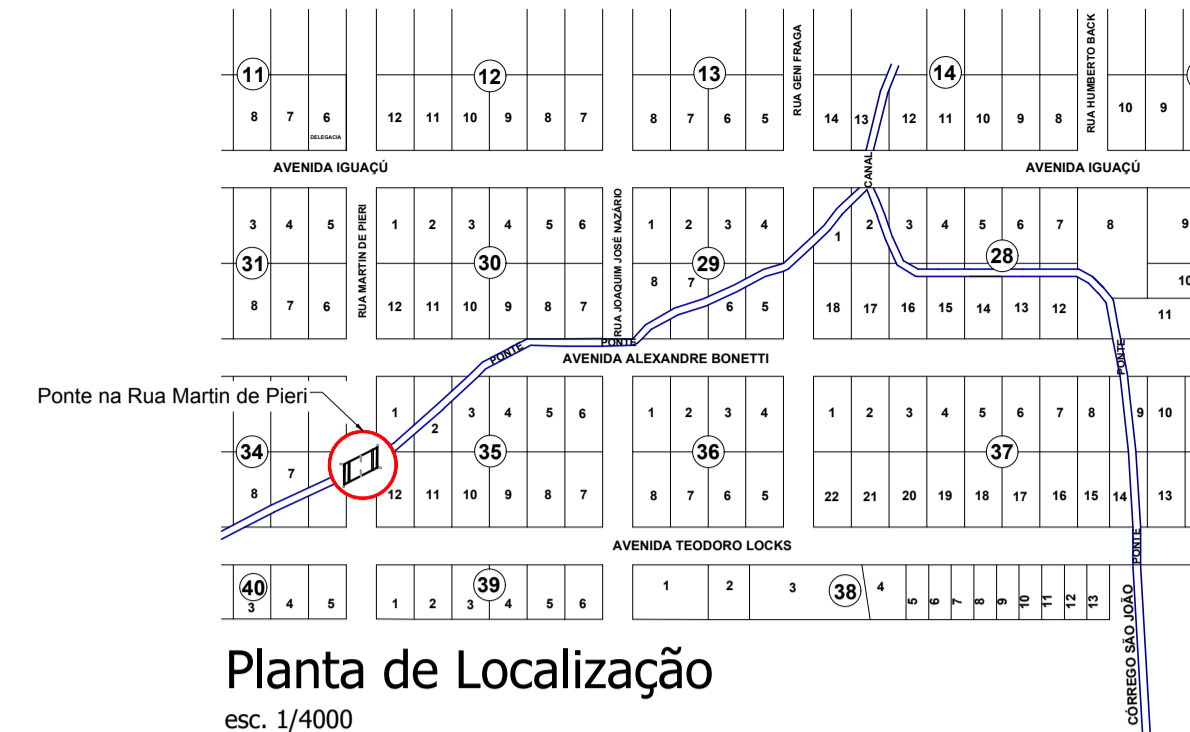 RUA GENI FRAGA
RUA HUMBERTO BACK
11
12
13
14
8 7 6
DELEGACIA
12 11 10 9 8 7
8 7 6 5
14 13 12 11 10 9 8
10 9
AVENIDA IGUAÇÚ
CANAL
AVENIDA IGUAÇÚ
RUA MARTIN DE PIERI
RUA JOAQUIM JOSÉ NAZÁRIO
3 4 5
1 2 3 4 5 6
1 2 3 4
1 2 3 4 5 6 7 8 9
31
30
29
28
8 7 6
12 11 10 9 8 7
8 7 6 5
18 17 16 15 14 13 12
10
11
PONTE
PONTE
PONTE
AVENIDA ALEXANDRE BONETTI
Ponte na Rua Martin de Pieri
1 2 3 4 5 6
1 2 3 4
1 2 3 4 5 6 7 8 9 10
34
35
36
37
8 7
12 11 10 9 8 7
8 7 6 5
22 21 20 19 18 17 16 15 14 13
AVENIDA TEODORO LOCKS
PONTE
40
39
38
3 4 5
1 2 3 4 5 6
1 2 3 4 5 6 7 8 9 10 11 12 13
CÓRREGO SÃO JOÃO
Planta de Localização
esc. 1/4000